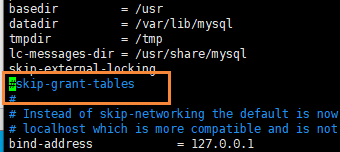 basedir = /usr
datadir = /var/lib/mysql
tmpdir = /tmp
lc-messages-dir = /usr/share/mysql
skip-external-locking
#skip-grant-tables
#
# Instead of skip-networking the default is now
# localhost which is more compatible and is not
bind-address = 127.0.0.1